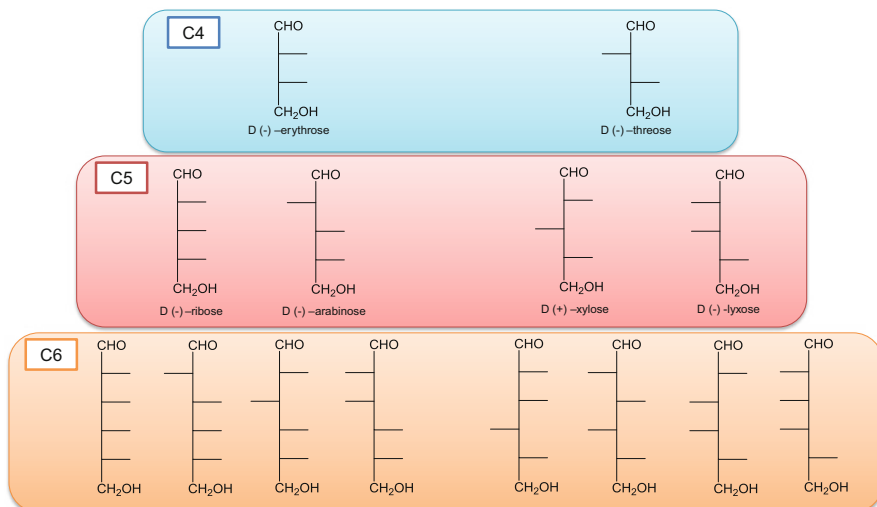 C4
CHO
CHO
CH2OH
CH2OH
D (-) –erythrose
D (-) –threose
C5
CHO
CHO
CHO
CHO
CH2OH
CH2OH
CH2OH
CH2OH
D (-) –ribose
D (-) –arabinose
D (+) –xylose
D (-) -lyxose
C6
CHO
CHO
CHO
CHO
CHO
CHO
CHO
CHO
CH2OH
CH2OH
CH2OH
CH2OH
CH2OH
CH2OH
CH2OH
CH2OH